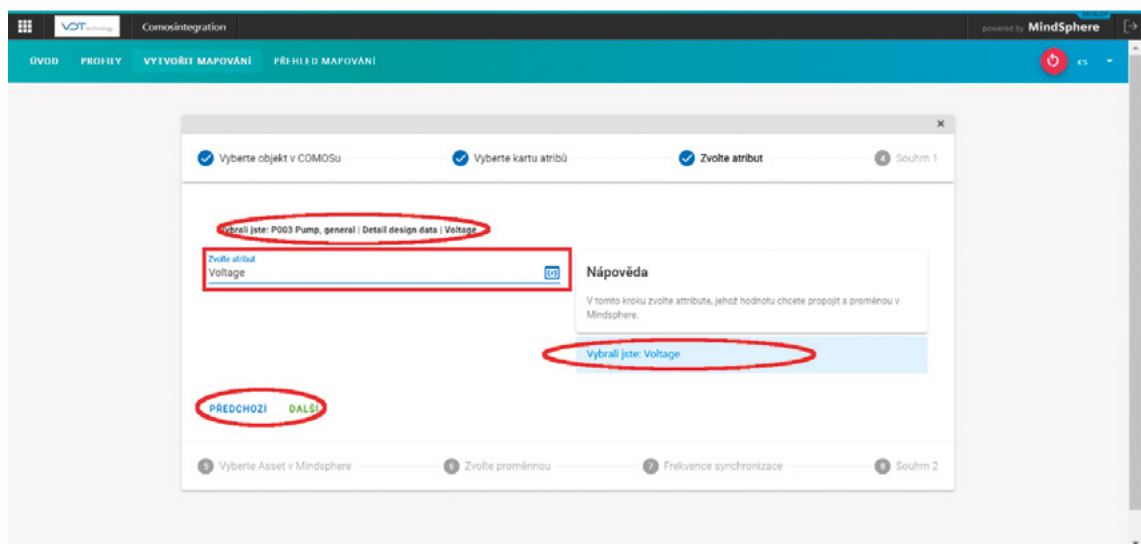 VDT technology Comosintegration powered by MindSphere
ÚVOD PROFILY VYTVOŘIT MAPOVÁNÍ PŘEHLED MAPOVÁNÍ cs
Vyberte objekt v COMOSu Vyberte kartu atribů Zvolte atribut 4 Souhrn 1
Vybrali jste: P003 Pump, general | Detail design data | Voltage
Zvolte atribut
Voltage
Nápověda
V tomto kroku zvolte attribute, jehož hodnotu chcete propojit s proměnou v
Mindsphere.
Vybrali jste: Voltage
PŘEDCHOZÍ DALŠÍ
5 Vyberte Asset v Mindsphere 6 Zvolte proměnnou 7 Frekvence synchronizace 8 Souhrn 2